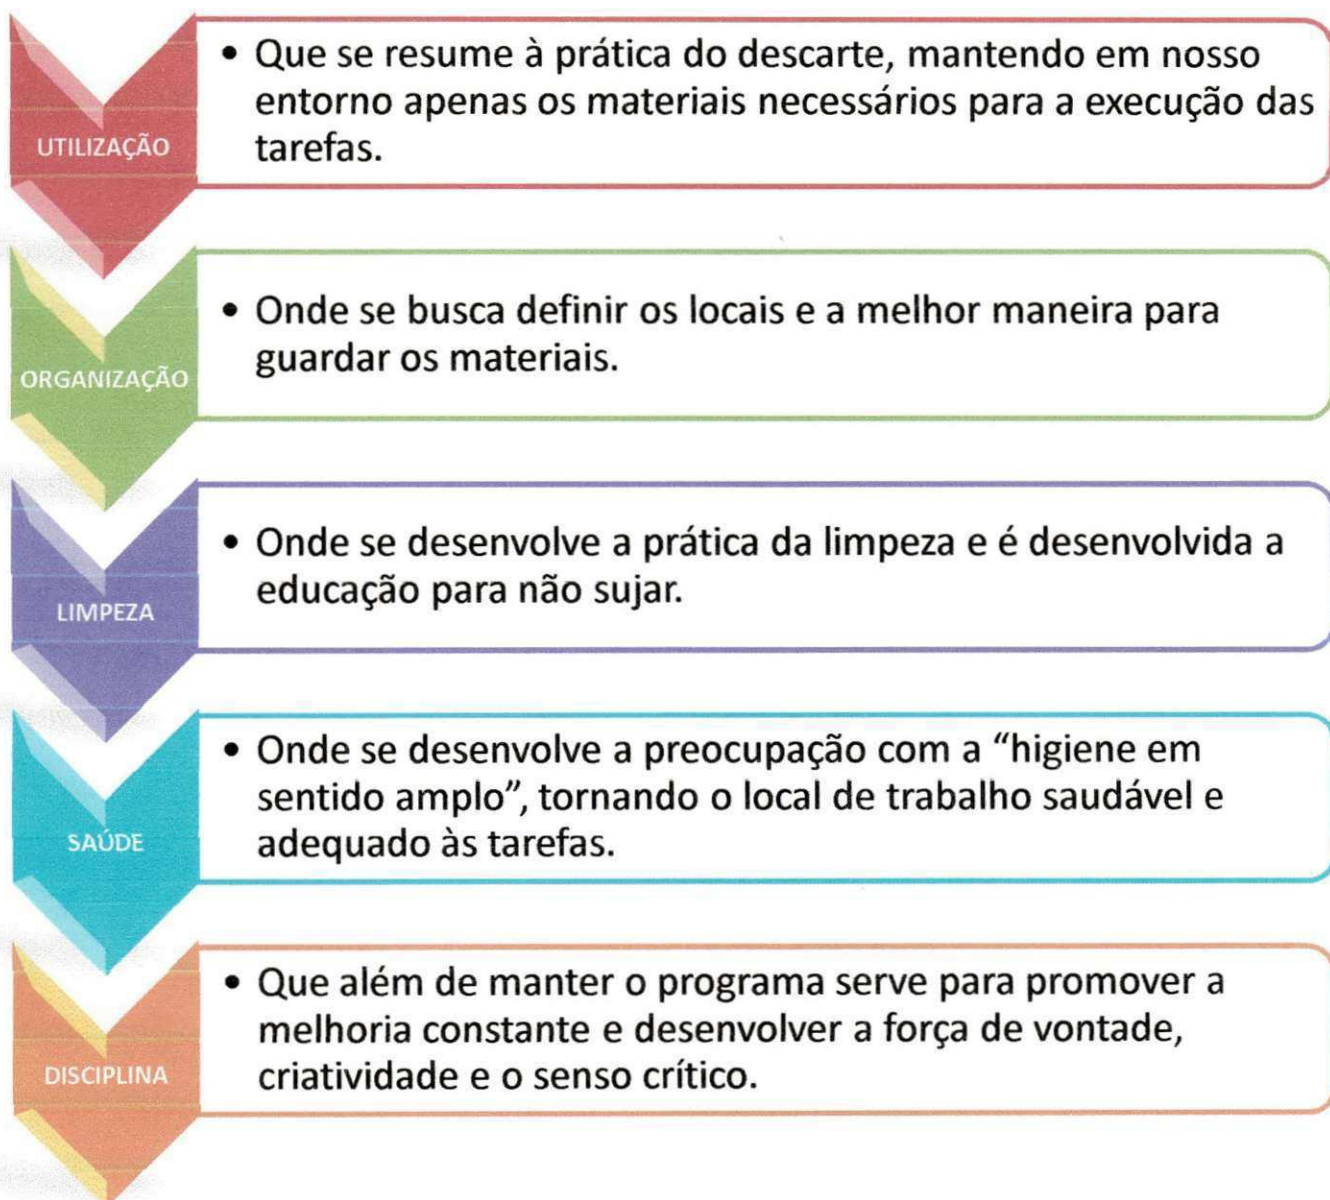 • Que se resume à prática do descarte, mantendo em nosso
entorno apenas os materiais necessários para a execução das
tarefas.
UTILIZAÇÃO
• Onde se busca definir os locais e a melhor maneira para
guardar os materiais.
ORGANIZAÇÃO
• Onde se desenvolve a prática da limpeza e é desenvolvida a
educação para não sujar.
LIMPEZA
• Onde se desenvolve a preocupação com a “higiene em
sentido amplo”, tornando o local de trabalho saudável e
adequado às tarefas.
SAÚDE
• Que além de manter o programa serve para promover a
melhoria constante e desenvolver a força de vontade,
criatividade e o senso crítico.
DISCIPLINA